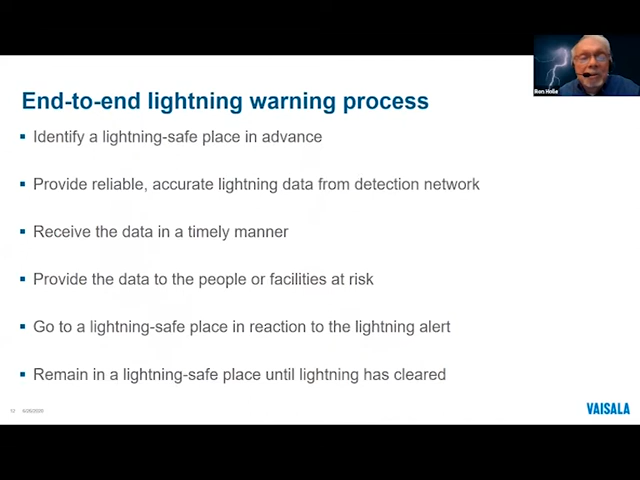 Ron Holle
End-to-end lightning warning process
Identify a lightning-safe place in advance
Provide reliable, accurate lightning data from detection network
Receive the data in a timely manner
Provide the data to the people or facilities at risk
Go to a lightning-safe place in reaction to the lightning alert
Remain in a lightning-safe place until lightning has cleared
VAISALA